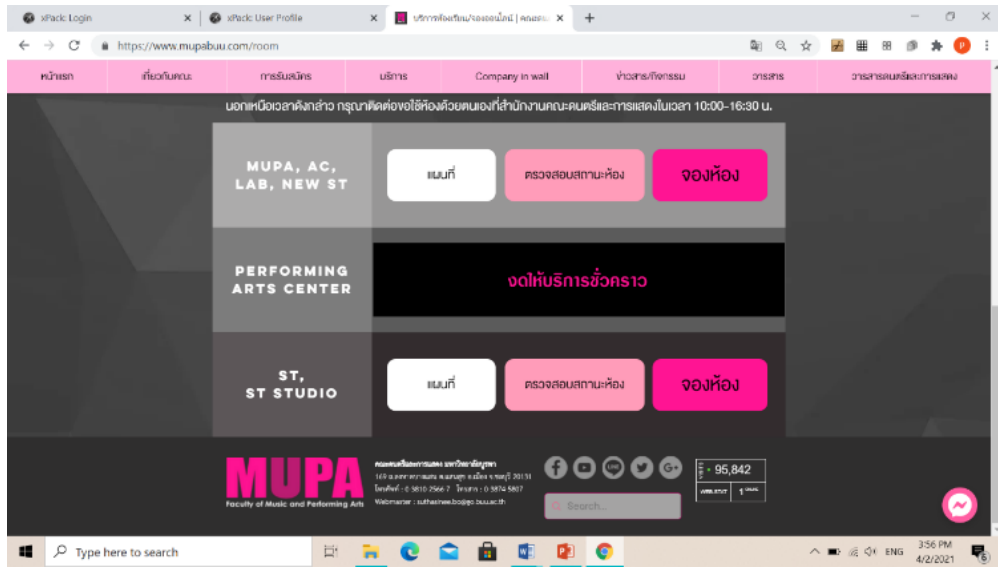 xPack Login
xPack User Profile
https://www.mupabuu.com/room
หน้าแรก
เกี่ยวกับคณะ
การรับสมัคร
บริการ
Company in wall
ข่าวสาร/กิจกรรม
วารสาร
วารสารดนตรีและการแสดง
นอกเหนือเวลาดังกล่าว กรุณาติดต่อขอใช้ห้องด้วยตนเองที่สำนักงานคณะดนตรีและการแสดงในเวลา 10:00-16:30 น.
MUPA, AC,
LAB, NEW ST
แผนที่
ตรวจสอบสถานะห้อง
จองห้อง
PERFORMING
ARTS CENTER
งดให้บริการชั่วคราว
ST,
ST STUDIO
แผนที่
ตรวจสอบสถานะห้อง
จองห้อง
MUPA
Faculty of Music and Performing Arts
คณะดนตรีและการแสดง มหาวิทยาลัยบูรพา
95,842
Search...
Type here to search
ENG
3:56 PM
4/2/2021